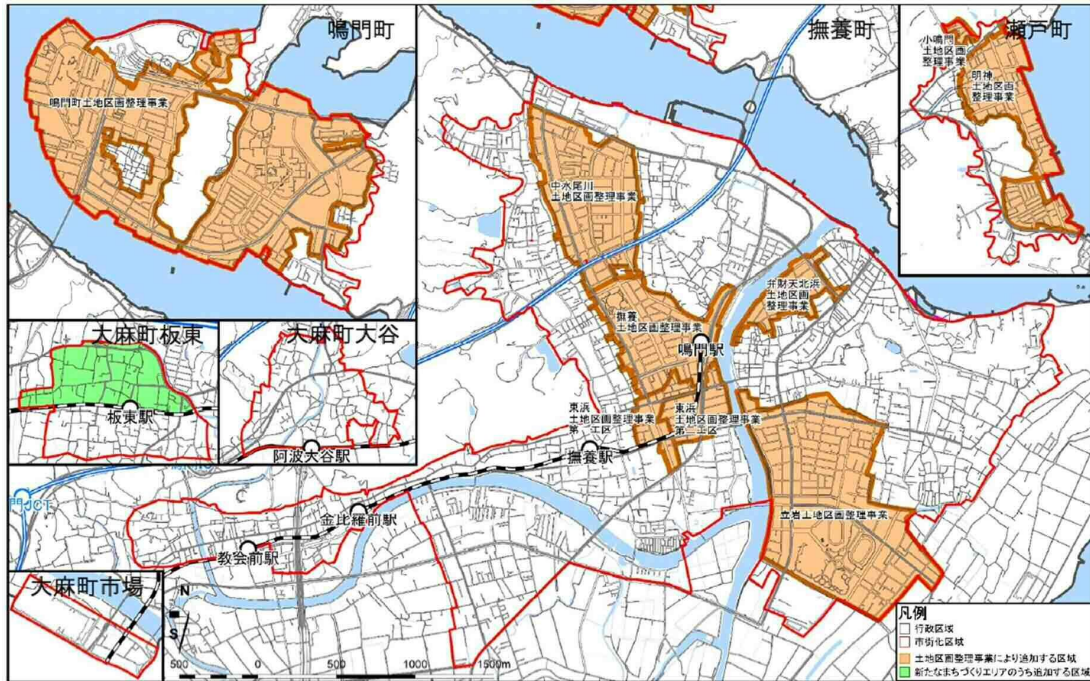 鳴門町
鳴門町土地区画整理事業
撫養町
瀬戸町
小鳴門
土地区画
整理事業
明神
土地区画
整理事業
中水尾川
土地区画整理事業
弁財天北浜
土地区画
整理事業
撫養
土地区画整理事業
鳴門駅
大麻町板東
板東駅
大麻町大谷
阿波大谷駅
東浜
土地区画整理事業
第一工区
東浜
土地区画整理事業
第二工区
撫養駅
立岩土地区画整理事業
金比羅前駅
教会前駅
JCT
大麻町市場
N
S
500 0 500 1000 1500m
凡例
行政区域
市街化区域
土地区画整理事業により追加する区域
新たなまちづくりエリアのうち追加する区域